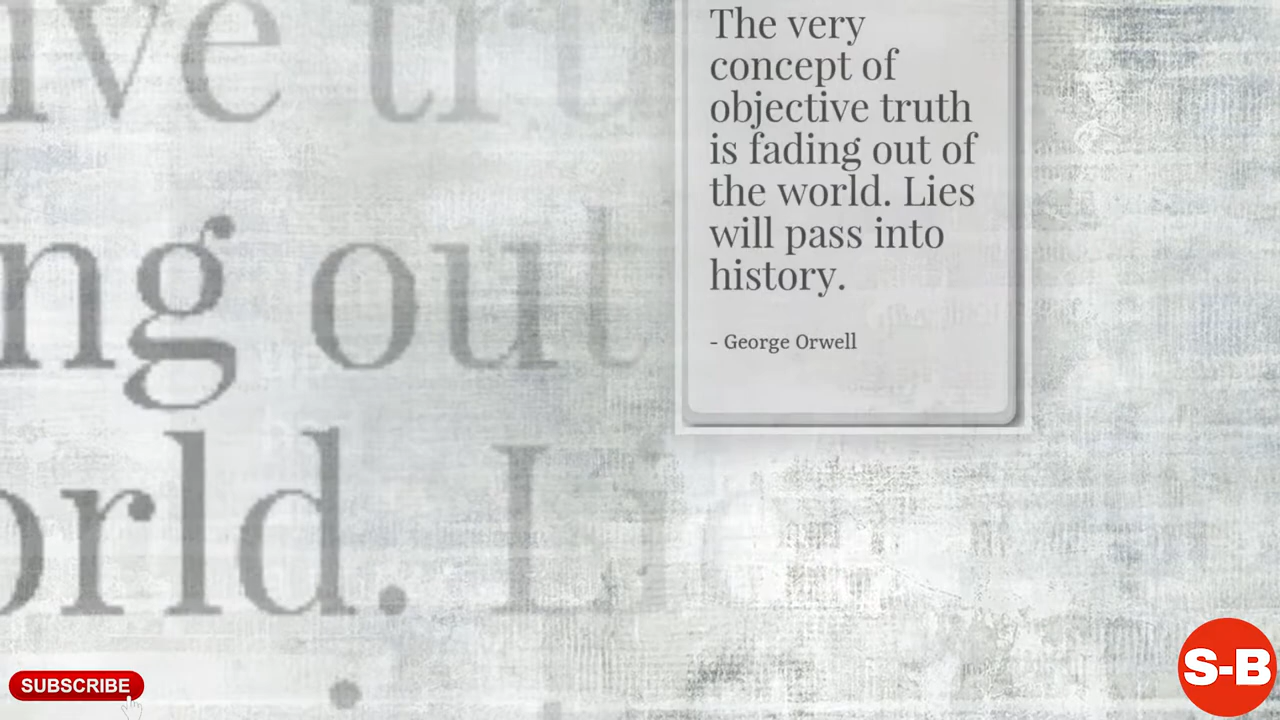 The very
concept of
objective truth
is fading out of
the world. Lies
will pass into
history.
- George Orwell
ive tru
ng out
orld. Li
SUBSCRIBE
S-B